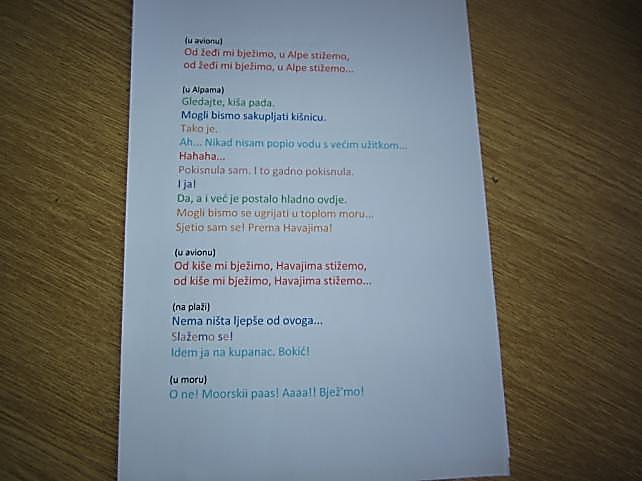 (u avionu)
Od žeđi mi bježimo, u Alpe stižemo,
od žeđi mi bježimo, u Alpe stižemo...
(u Alpama)
Gledajte, kiša pada.
Mogli bismo sakupljati kišnicu.
Tako je.
Ah... Nikad nisam popio vodu s većim užitkom...
Hahaha...
Pokisnula sam. I to gadno pokisnula.
I ja!
Da, a i već je postalo hladno ovdje.
Mogli bismo se ugrijati u toplom moru...
Sjetio sam se! Prema Havajima!
(u avionu)
Od kiše mi bježimo, Havajima stižemo,
od kiše mi bježimo, Havajima stižemo...
(na plaži)
Nema ništa ljepše od ovoga...
Slažemo se!
Idem ja na kupanac. Bokić!
(u moru)
O ne! Moorskii paas! Aaaa!! Bjež'mo!